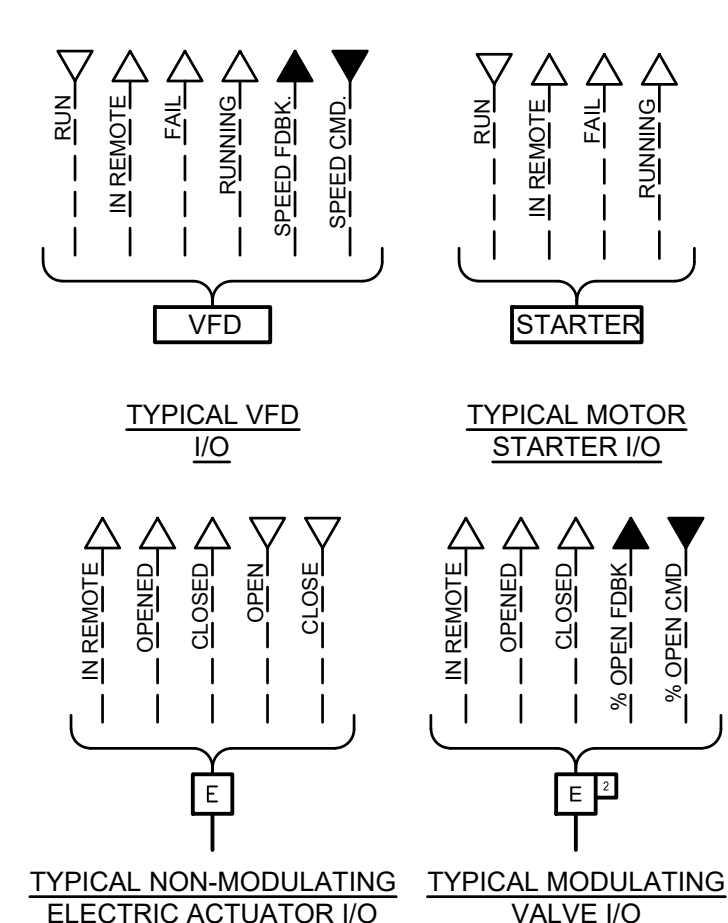 RUN
IN REMOTE
FAIL
RUNNING
SPEED FDBK.
SPEED CMD.
VFD
TYPICAL VFD
I/O
RUN
IN REMOTE
FAIL
RUNNING
STARTER
TYPICAL MOTOR
STARTER I/O
IN REMOTE
OPENED
CLOSED
OPEN
CLOSE
E
TYPICAL NON-MODULATING
ELECTRIC ACTUATOR I/O
IN REMOTE
OPENED
CLOSED
% OPEN FDBK
% OPEN CMD
E
2
TYPICAL MODULATING
VALVE I/O